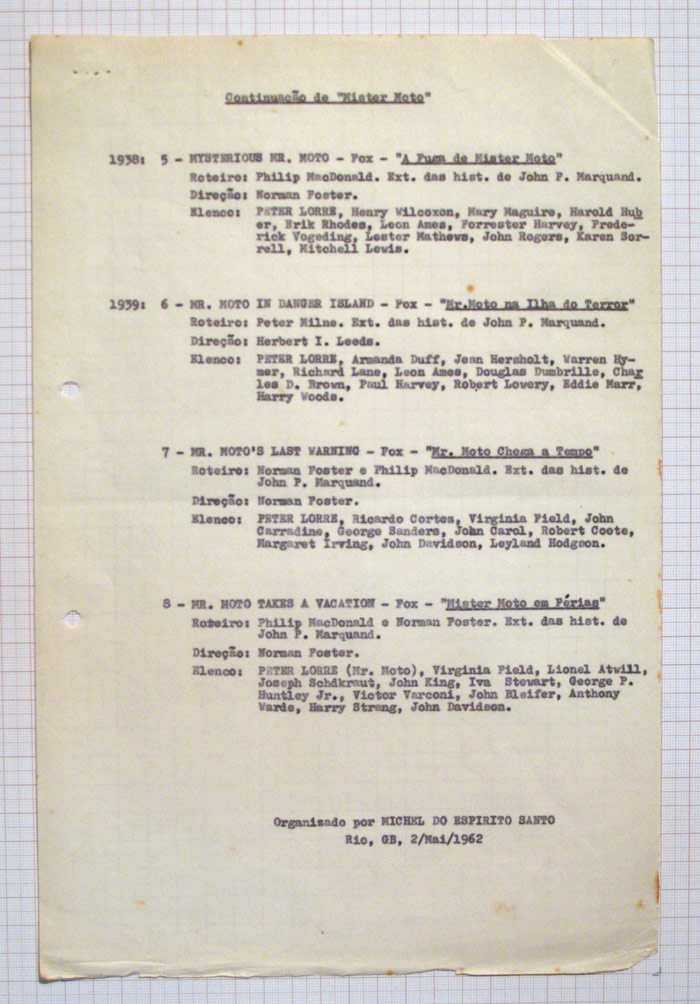 Continuação de "Mister Moto"
1938: 5 - MYSTERIOUS MR. MOTO - Fox - "A Fuga de Mister Moto"
Roteiro: Philip MacDonald. Ext. das hist. de John P. Marquand.
Direção: Norman Foster.
Elenco: PETER LORRE, Henry Wilcoxon, Mary Maguire, Harold Hub
er, Erik Rhodes, Leon Ames, Forrester Harvey, Frede-
rick Vogeding, Lester Mathews, John Rogers, Karen Sor-
rell, Mitchell Lewis.
1939: 6 - MR. MOTO IN DANGER ISLAND - Fox - "Mr.Moto na Ilha do Terror"
Roteiro: Peter Milne. Ext. das hist. de John P. Marquand.
Direção: Herbert I. Leeds.
Elenco: PETER LORRE, Armanda Duff, Jean Hersholt, Warren Hy-
mer, Richard Lane, Leon Ames, Douglas Dumbrille, Char
les D. Brown, Paul Harvey, Robert Lowery, Eddie Marr,
Harry Woods.
7 - MR. MOTO'S LAST WARNING - Fox - "Mr. Moto Chega a Tempo"
Roteiro: Norman Foster e Philip MacDonald. Ext. das hist. de
John P. Marquand.
Direção: Norman Foster.
Elenco: PETER LORRE, Ricardo Cortes, Virginia Field, John
Carradine, George Sanders, John Carol, Robert Coote,
Margaret Irving, John Davidson, Leyland Hodgson.
8 - MR. MOTO TAKES A VACATION - Fox - "Mister Moto em Férias"
Roteiro: Philip MacDonald e Norman Foster. Ext. das hist. de
John P. Marquand.
Direção: Norman Foster.
Elenco: PETER LORRE (Mr. Moto), Virginia Field, Lionel Atwill,
Joseph Schdkraut, John King, Iva Stewart, George P.
Huntley Jr., Victor Varconi, John Bleifer, Anthony
Warde, Harry Strang, John Davidson.
Organizado por MICHEL DO ESPIRITO SANTO
Rio, GB, 2/Mai/1962